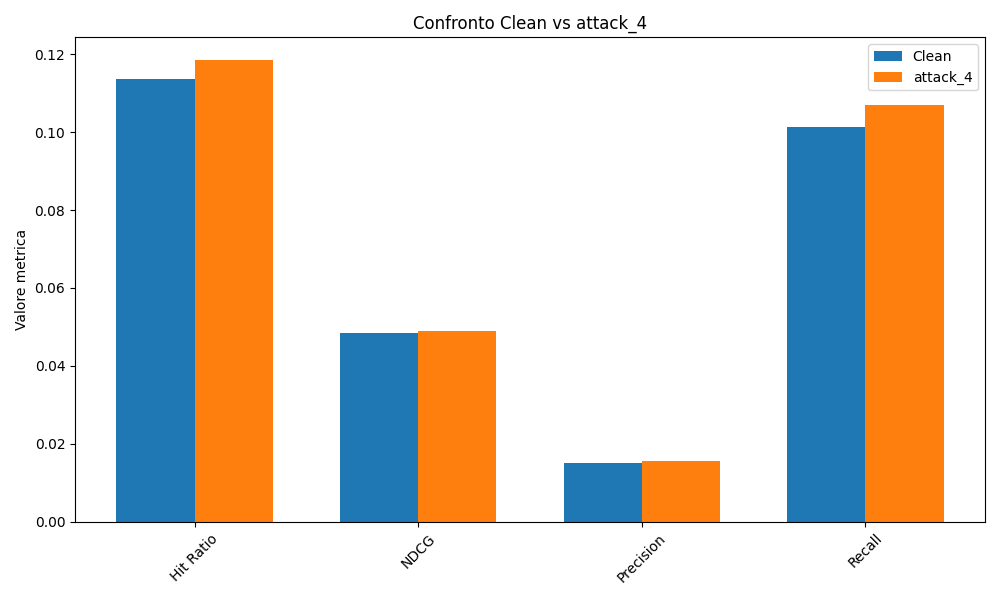 Confronto Clean vs attack_4
Clean
attack_4
Valore metrica
0.12
0.10
0.08
0.06
0.04
0.02
0.00
Hit Ratio
NDCG
Precision
Recall